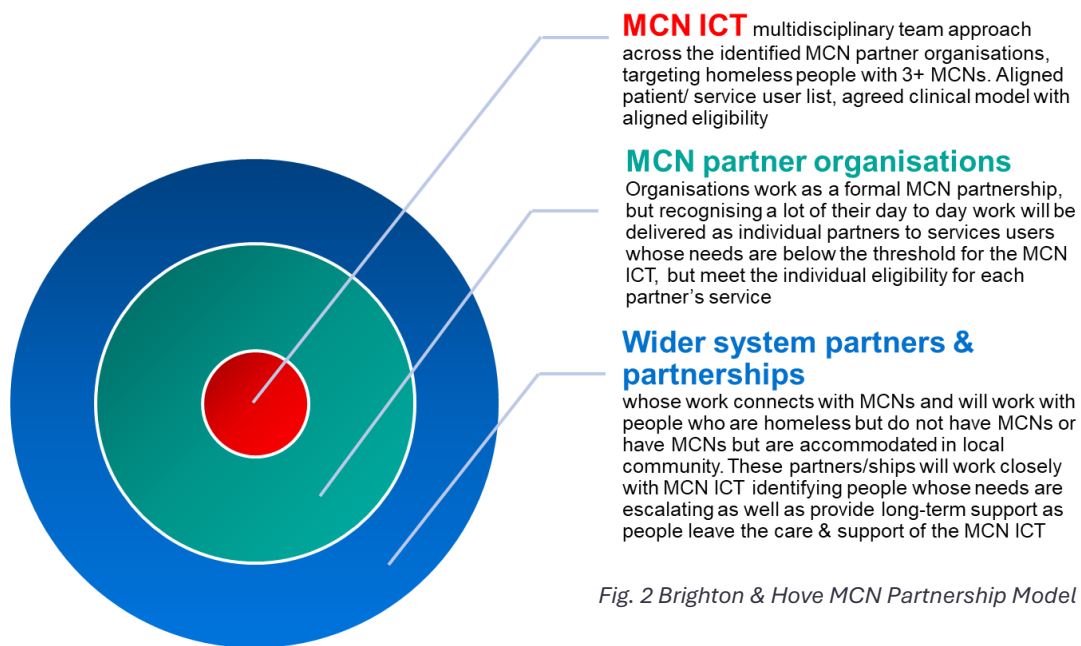 MCN ICT multidisciplinary team approach
across the identified MCN partner organisations,
targeting homeless people with 3+ MCNs. Aligned
patient/ service user list, agreed clinical model with
aligned eligibility
MCN partner organisations
Organisations work as a formal MCN partnership,
but recognising a lot of their day to day work will be
delivered as individual partners to services users
whose needs are below the threshold for the MCN
ICT, but meet the individual eligibility for each
partner's service
Wider system partners &
partnerships
whose work connects with MCNs and will work with
people who are homeless but do not have MCNs or
have MCNs but are accommodated in local
community. These partners/ships will work closely
with MCN ICT identifying people whose needs are
escalating as well as provide long-term support as
people leave the care & support of the MCN ICT
Fig. 2 Brighton & Hove MCN Partnership Model